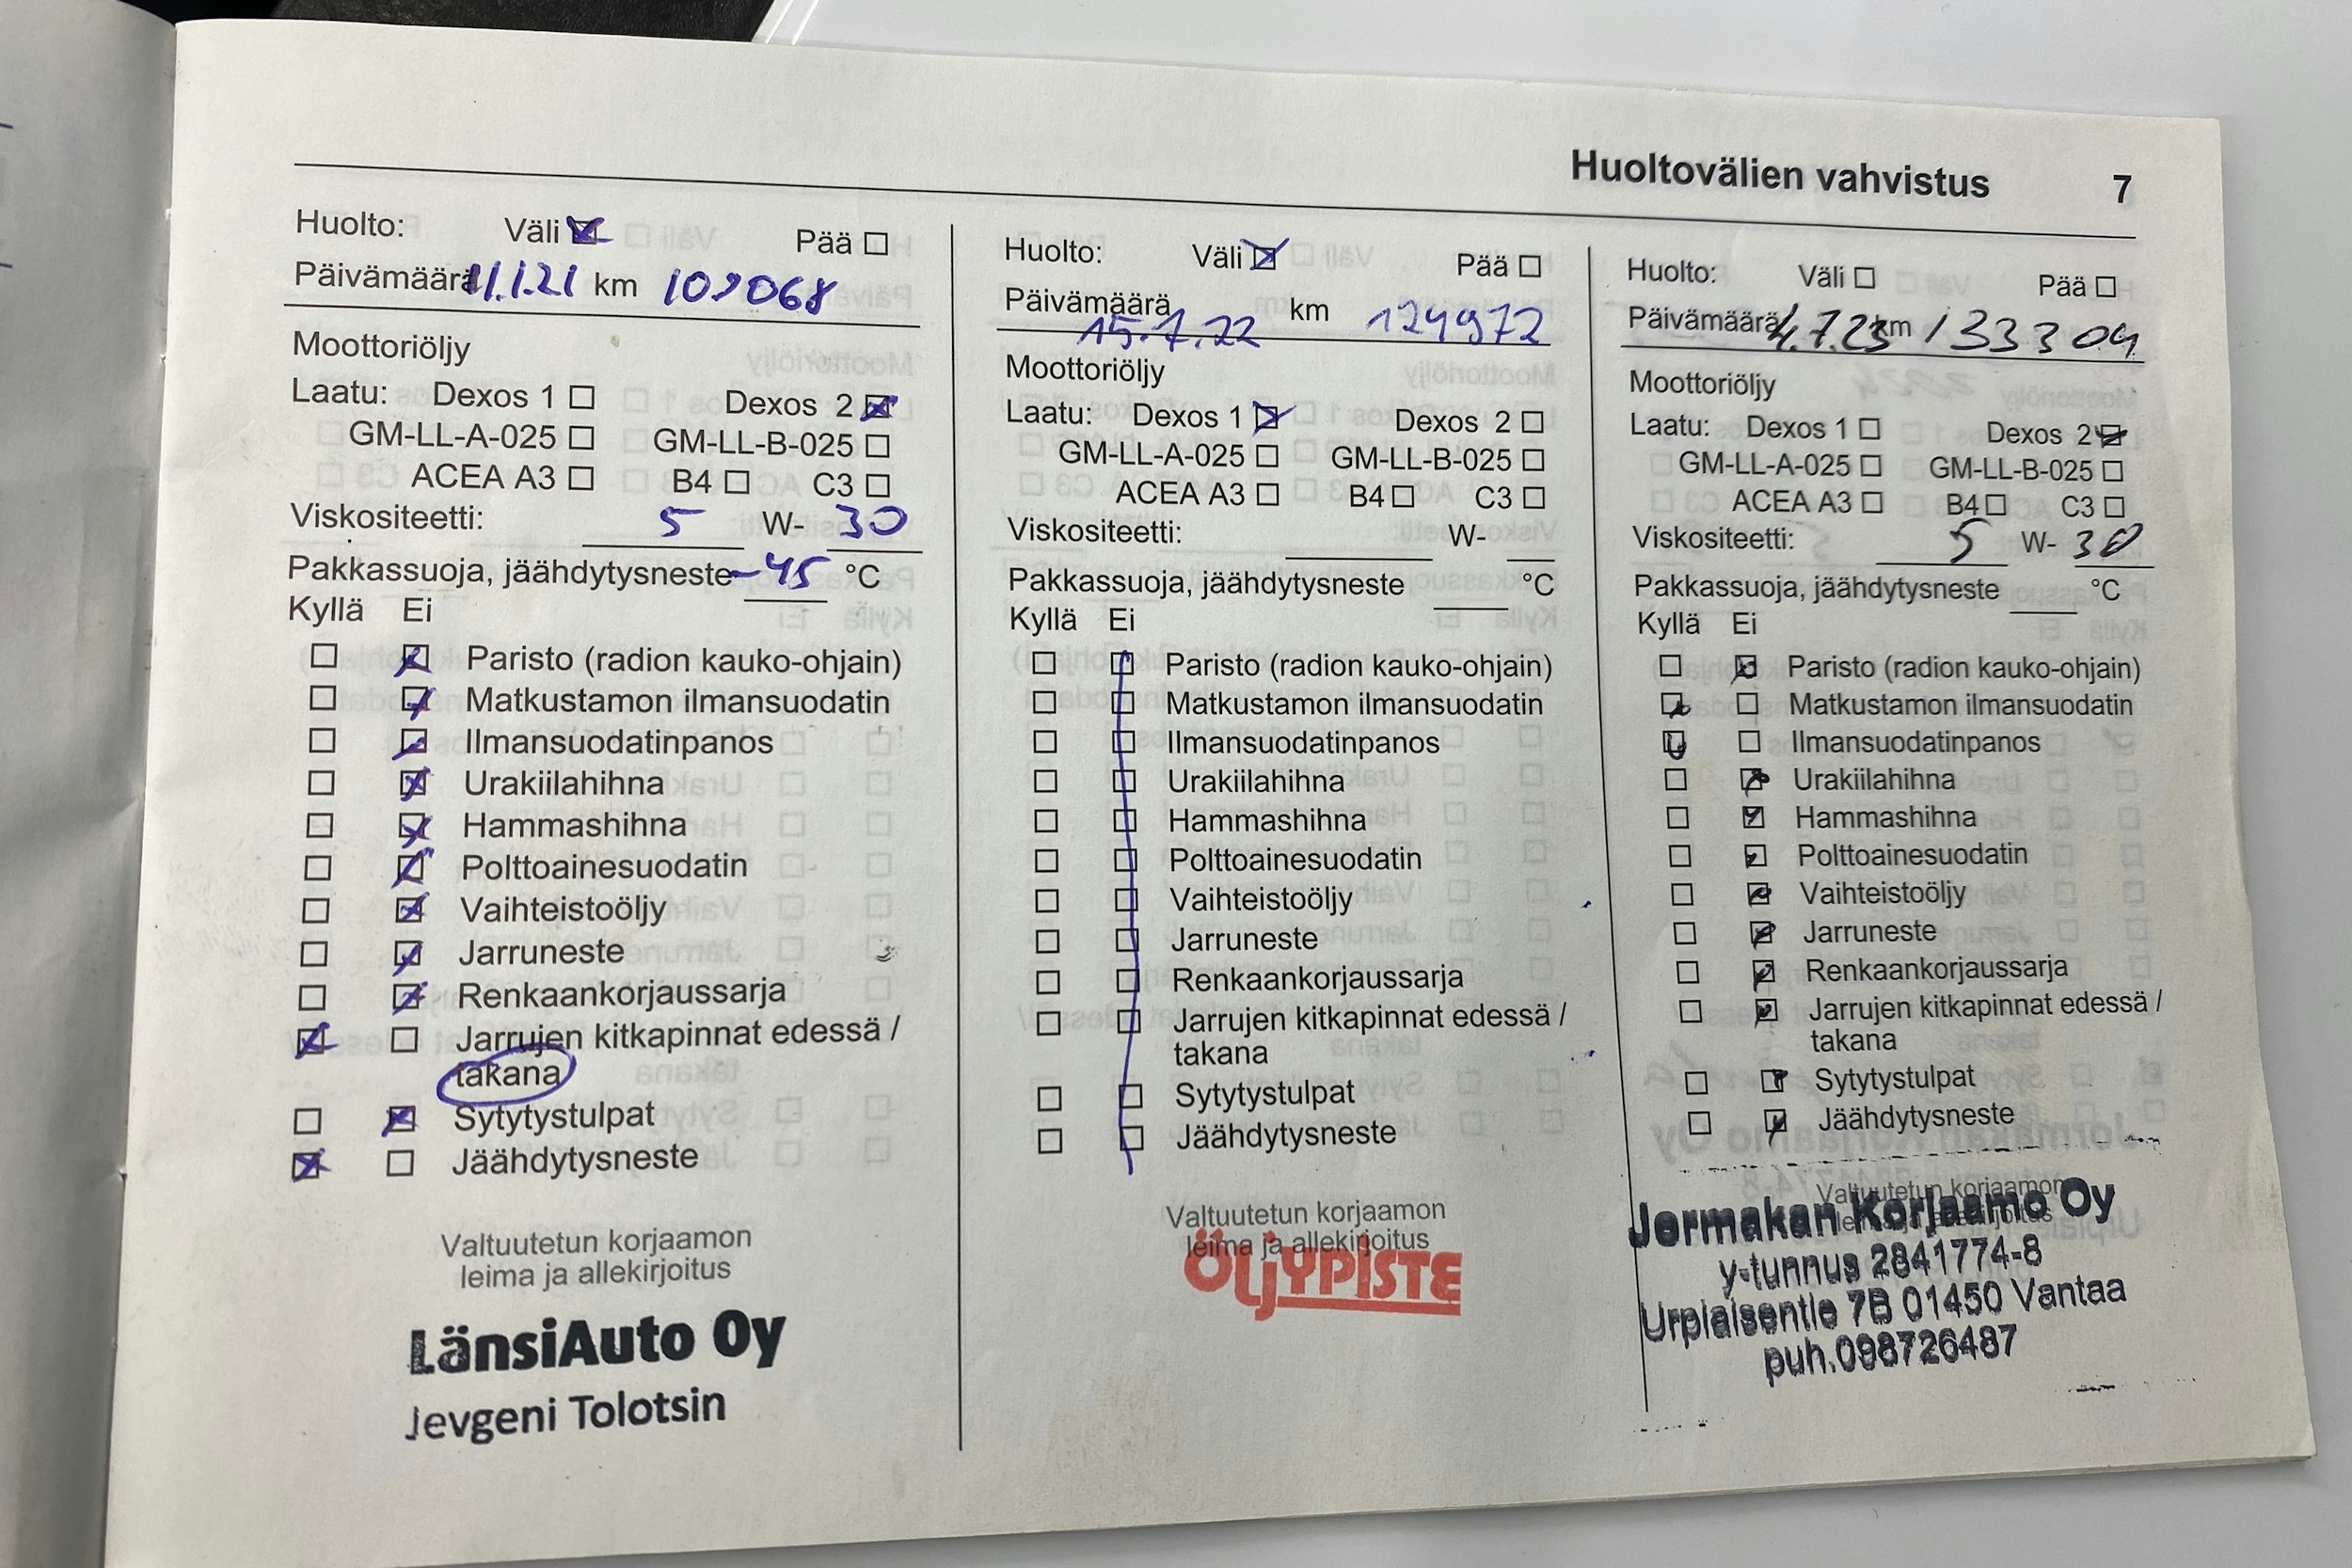 Huoltovälien vahvistus 7
Huolto: Väli ☒ Pää ☐
Päivämäärä 11.1.21 km 109068
Moottoriöljy
Laatu: Dexos 1 ☐ Dexos 2 ☒
GM-LL-A-025 ☐ GM-LL-B-025 ☐
ACEA A3 ☐ B4 ☐ C3 ☐
Viskositeetti: 5 W- 30
Pakkassuoja, jäähdytysneste -45 °C
Kyllä Ei
☐ ☒ Paristo (radion kauko-ohjain)
☐ ☒ Matkustamon ilmansuodatin
☐ ☒ Ilmansuodatinpanos
☐ ☒ Urakiilahihna
☐ ☒ Hammashihna
☐ ☒ Polttoainesuodatin
☐ ☒ Vaihteistoöljy
☐ ☒ Jarruneste
☐ ☒ Renkaankorjaussarja
☒ ☐ Jarrujen kitkapinnat edessä /
takana
☐ ☒ Sytytystulpat
☒ ☐ Jäähdytysneste
Valtuutetun korjaamon
leima ja allekirjoitus
LänsiAuto Oy
Jevgeni Tolotsin
Huolto: Väli ☒ Pää ☐
Päivämäärä 15.7.22 km 124972
Moottoriöljy
Laatu: Dexos 1 ☒ Dexos 2 ☐
GM-LL-A-025 ☐ GM-LL-B-025 ☐
ACEA A3 ☐ B4 ☐ C3 ☐
Viskositeetti: W-
Pakkassuoja, jäähdytysneste °C
Kyllä Ei
☐ ☐ Paristo (radion kauko-ohjain)
☐ ☐ Matkustamon ilmansuodatin
☐ ☐ Ilmansuodatinpanos
☐ ☐ Urakiilahihna
☐ ☐ Hammashihna
☐ ☐ Polttoainesuodatin
☐ ☐ Vaihteistoöljy
☐ ☐ Jarruneste
☐ ☐ Renkaankorjaussarja
☐ ☐ Jarrujen kitkapinnat edessä /
takana
☐ ☐ Sytytystulpat
☐ ☐ Jäähdytysneste
Valtuutetun korjaamon
leima ja allekirjoitus
ÖLJYPISTE
Huolto: Väli ☐ Pää ☐
Päivämäärä 4.7.23 km 133304
Moottoriöljy
Laatu: Dexos 1 ☐ Dexos 2 ☒
GM-LL-A-025 ☐ GM-LL-B-025 ☐
ACEA A3 ☐ B4 ☐ C3 ☐
Viskositeetti: 5 W- 30
Pakkassuoja, jäähdytysneste °C
Kyllä Ei
☐ ☒ Paristo (radion kauko-ohjain)
☒ ☐ Matkustamon ilmansuodatin
☒ ☐ Ilmansuodatinpanos
☐ ☒ Urakiilahihna
☐ ☒ Hammashihna
☐ ☒ Polttoainesuodatin
☐ ☒ Vaihteistoöljy
☐ ☒ Jarruneste
☐ ☒ Renkaankorjaussarja
☐ ☒ Jarrujen kitkapinnat edessä /
takana
☐ ☒ Sytytystulpat
☐ ☒ Jäähdytysneste
Valtuutetun korjaamon
leima ja allekirjoitus
Jormakan Korjaamo Oy
y-tunnus 2841774-8
Urpiaisentie 7B 01450 Vantaa
puh.098726487